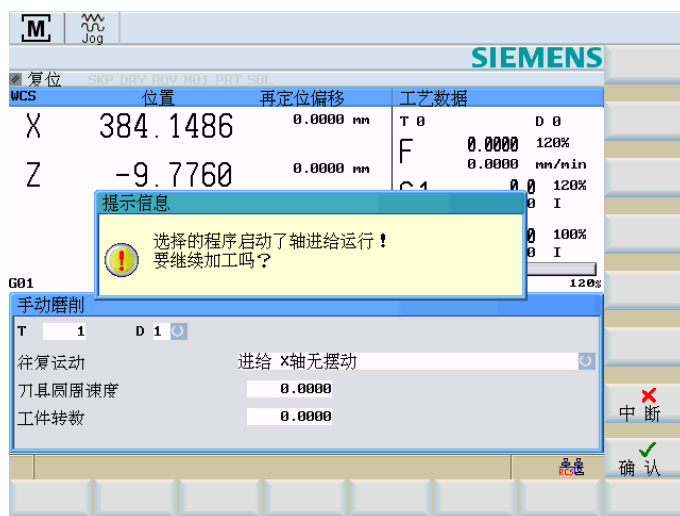 M
Jog
SIEMENS
复位 SKP DRY ROV M01 PRT SBL
WCS 位置 再定位偏移 工艺数据
X 384.1486 0.0000 mm T 0 D 0
F 0.0000 120%
0.0000 mm/min
Z -9.7760 0.0000 mm
120%
I
提示信息
选择的程序启动了轴进给运行!
要继续加工吗?
100%
I
G01 120%
手动磨削
T 1 D 1
往复运动 进给 X轴无摆动
刀具圆周速度 0.0000
工件转数 0.0000
中断
RCS
确认